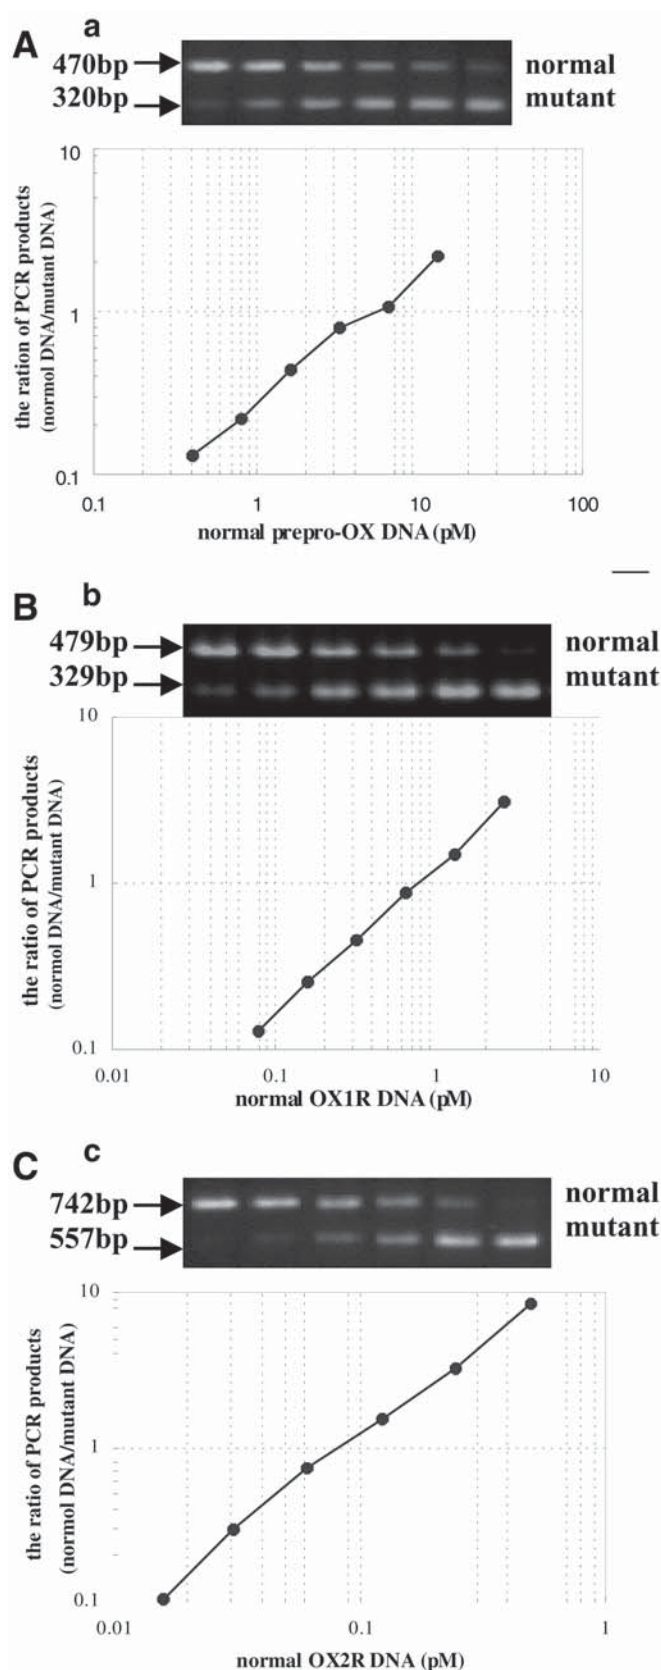 A a
470bp normal
320bp mutant
10
1
0.1
the ration of PCR products
(normol DNA/mutant DNA)
0.1 1 10 100
normal prepro-OX DNA (pM)
B b
479bp normal
329bp mutant
10
1
0.1
the ratio of PCR products
(normol DNA/mutant DNA)
0.01 0.1 1 10
normal OX1R DNA (pM)
C c
742bp normal
557bp mutant
10
1
0.1
the ratio of PCR products
(normol DNA/mutant DNA)
0.01 0.1 1
normal OX2R DNA (pM)